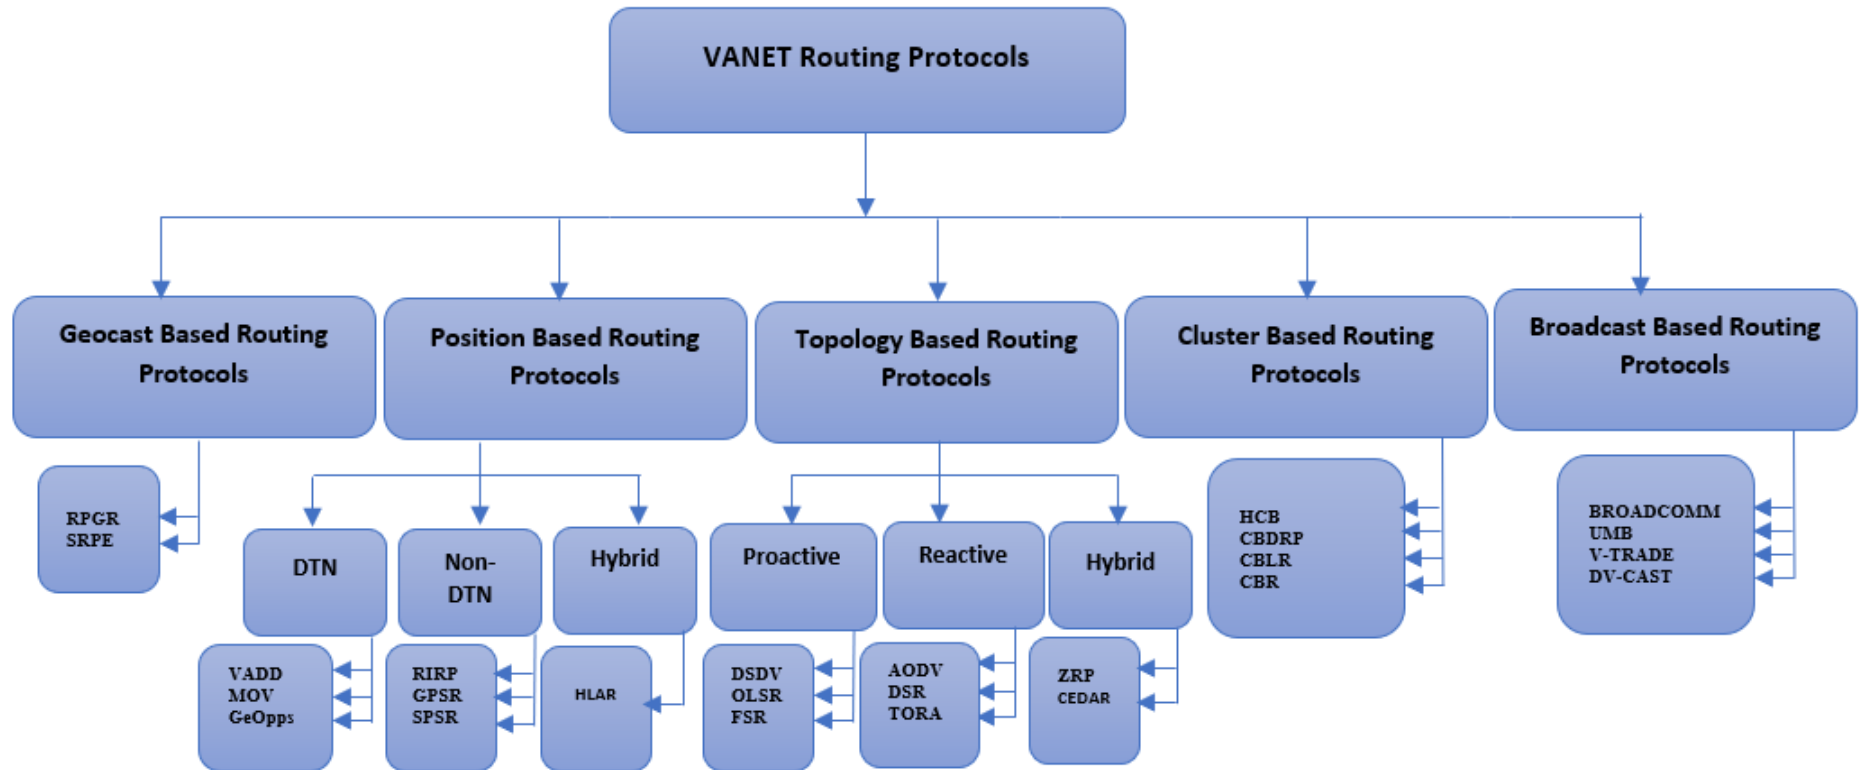 VANET Routing Protocols
Geocast Based Routing
Protocols
Position Based Routing
Protocols
Topology Based Routing
Protocols
Cluster Based Routing
Protocols
Broadcast Based Routing
Protocols
RPGR
SRPE
DTN
Non-
DTN
Hybrid
Proactive
Reactive
Hybrid
HCB
CBDRP
CBLR
CBR
BROADCOMM
UMB
V-TRADE
DV-CAST
VADD
MOV
GeOpps
RIRP
GPSR
SPSR
HLAR
DSDV
OLSR
FSR
AODV
DSR
TORA
ZRP
CEDAR